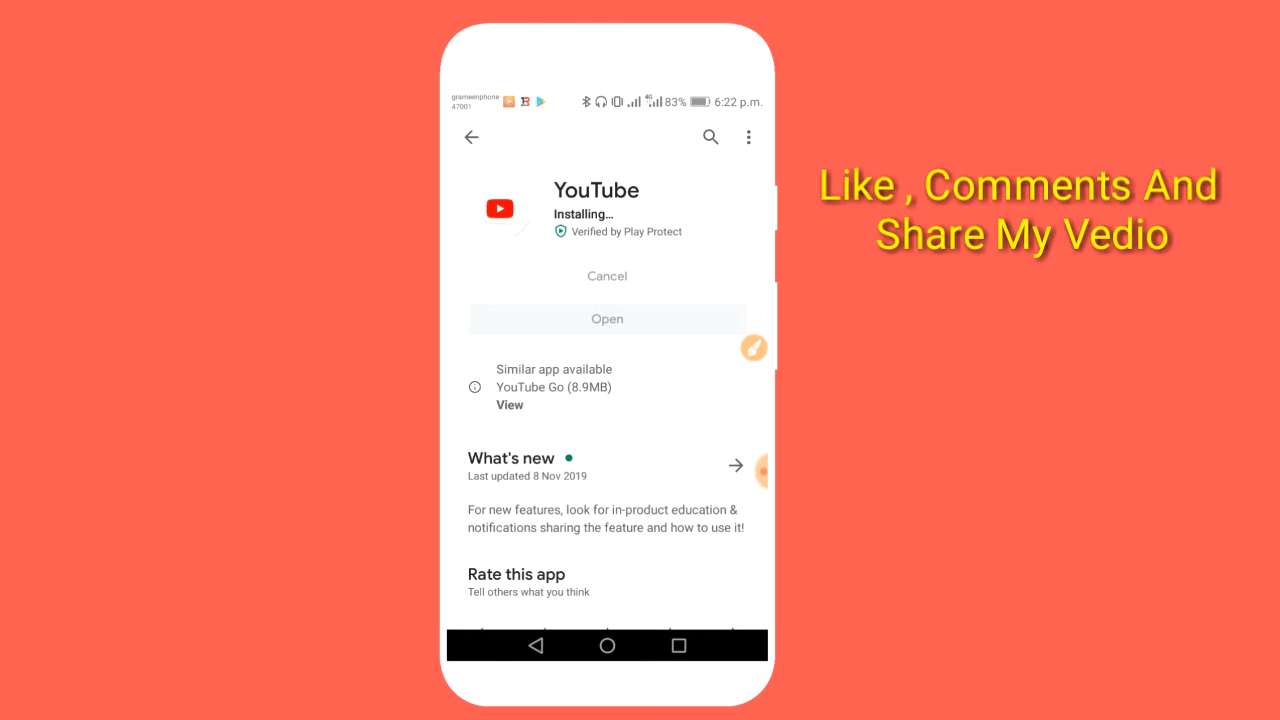 grameenphone
47001
4G
83%
6:22 p.m.
YouTube
Installing...
Verified by Play Protect
Cancel
Open
Similar app available
YouTube Go (8.9MB)
View
What's new
Last updated 8 Nov 2019
For new features, look for in-product education &
notifications sharing the feature and how to use it!
Rate this app
Tell others what you think
Like , Comments And
Share My Vedio